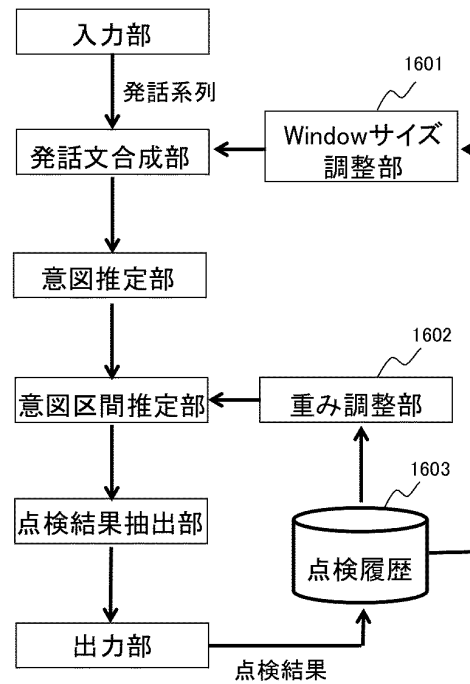 入力部
発話系列
1601
発話文合成部
Windowサイズ
調整部
意図推定部
1602
意図区間推定部
重み調整部
1603
点検結果抽出部
点検履歴
出力部
点検結果